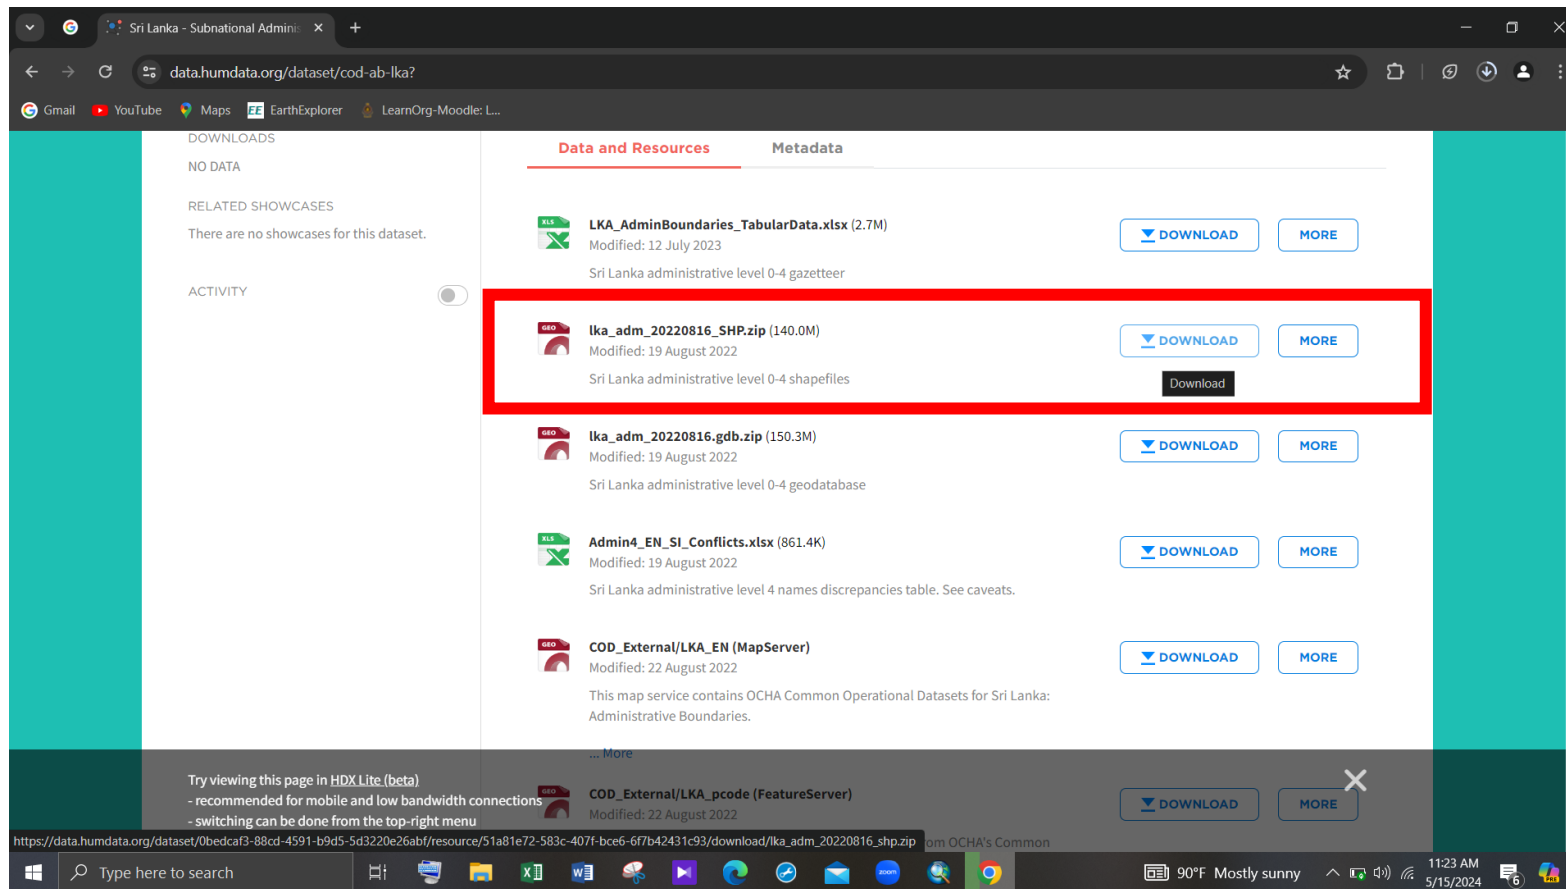 Sri Lanka - Subnational Adminis
data.humdata.org/dataset/cod-ab-lka?
Gmail YouTube Maps EE EarthExplorer LearnOrg-Moodle: L...
DOWNLOADS
NO DATA
RELATED SHOWCASES
There are no showcases for this dataset.
ACTIVITY
Data and Resources Metadata
XLS LKA_AdminBoundaries_TabularData.xlsx (2.7M)
Modified: 12 July 2023
Sri Lanka administrative level 0-4 gazetteer
DOWNLOAD MORE
GEO lka_adm_20220816_SHP.zip (140.0M)
Modified: 19 August 2022
Sri Lanka administrative level 0-4 shapefiles
DOWNLOAD MORE
Download
GEO lka_adm_20220816.gdb.zip (150.3M)
Modified: 19 August 2022
Sri Lanka administrative level 0-4 geodatabase
DOWNLOAD MORE
XLS Admin4_EN_SI_Conflicts.xlsx (861.4K)
Modified: 19 August 2022
Sri Lanka administrative level 4 names discrepancies table. See caveats.
DOWNLOAD MORE
GEO COD_External/LKA_EN (MapServer)
Modified: 22 August 2022
This map service contains OCHA Common Operational Datasets for Sri Lanka:
Administrative Boundaries.
... More
DOWNLOAD MORE
GEO COD_External/LKA_pcode (FeatureServer)
Modified: 22 August 2022
om OCHA's Common
DOWNLOAD MORE
Try viewing this page in HDX Lite (beta)
- recommended for mobile and low bandwidth connections
- switching can be done from the top-right menu
https://data.humdata.org/dataset/0bedcaf3-88cd-4591-b9d5-5d3220e26abf/resource/51a81e72-583c-407f-bce6-6f7b42431c93/download/lka_adm_20220816_shp.zip
Type here to search
zoom
90°F Mostly sunny
11:23 AM
5/15/2024
6